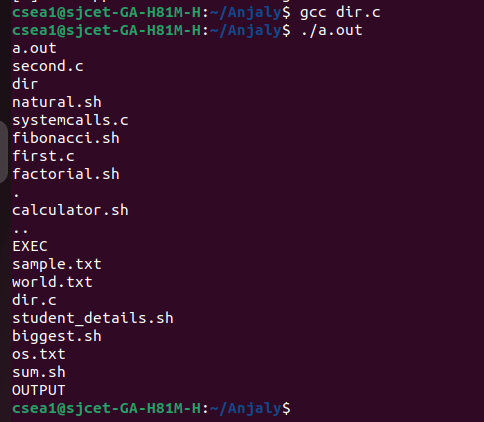 csea1@sjcet-GA-H81M-H:~/Anjaly$ gcc dir.c
csea1@sjcet-GA-H81M-H:~/Anjaly$ ./a.out
a.out
second.c
dir
natural.sh
systemcalls.c
fibonacci.sh
first.c
factorial.sh
.
calculator.sh
..
EXEC
sample.txt
world.txt
dir.c
student_details.sh
biggest.sh
os.txt
sum.sh
OUTPUT
csea1@sjcet-GA-H81M-H:~/Anjaly$